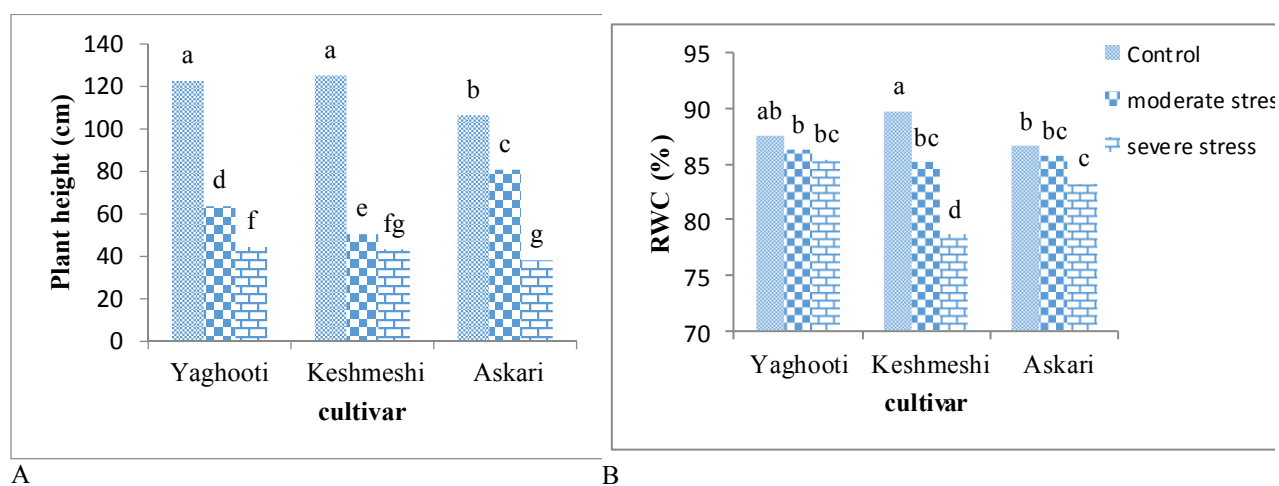 Plant height (cm)
140
120
100
80
60
40
20
0
a
d
f
a
e
fg
b
c
g
Yaghooti
Keshmeshi
Askari
cultivar
A
RWC (%)
95
90
85
80
75
70
ab
b
bc
a
bc
d
b
bc
c
Yaghooti
Keshmeshi
Askari
cultivar
Control
moderate stres
severe stress
B